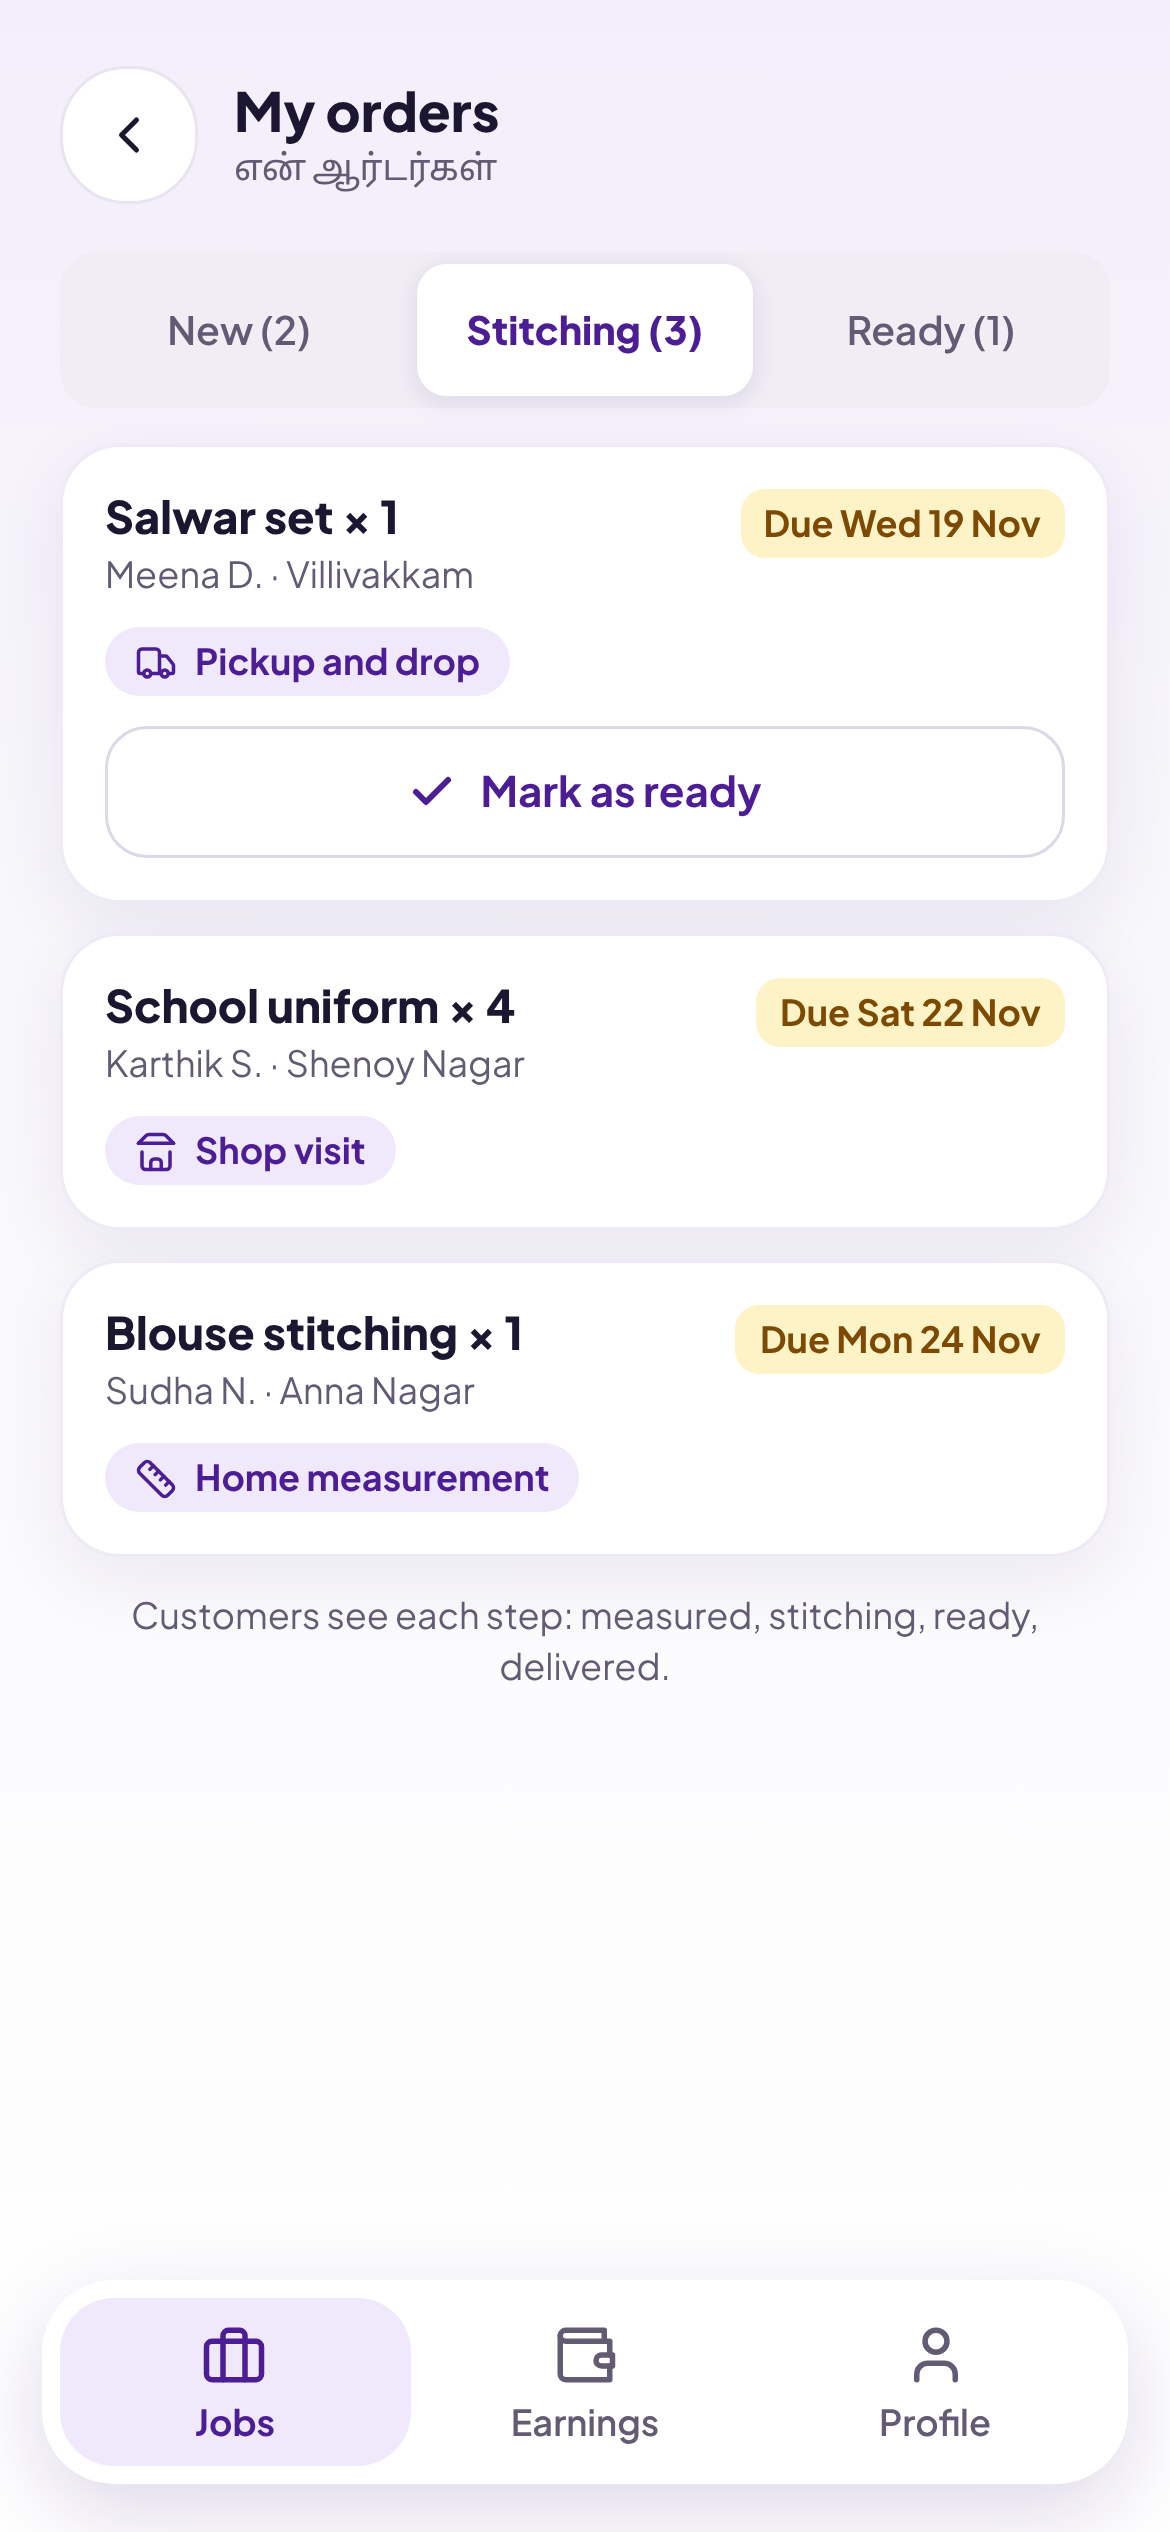 My orders
என் ஆர்டர்கள்
New (2)
Stitching (3)
Ready (1)
Salwar set × 1
Due Wed 19 Nov
Meena D. · Villivakkam
Pickup and drop
Mark as ready
School uniform × 4
Due Sat 22 Nov
Karthik S. · Shenoy Nagar
Shop visit
Blouse stitching × 1
Due Mon 24 Nov
Sudha N. · Anna Nagar
Home measurement
Customers see each step: measured, stitching, ready,
delivered.
Jobs
Earnings
Profile